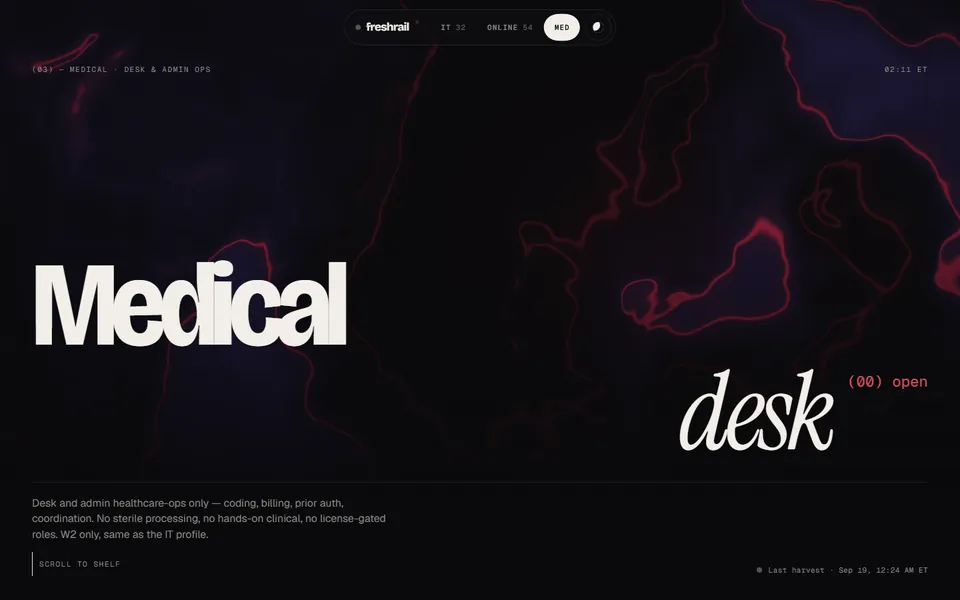 freshrail
IT 32
ONLINE 54
MED
(03) — MEDICAL · DESK & ADMIN OPS
02:11 ET
Medical
desk
(00) open
Desk and admin healthcare-ops only — coding, billing, prior auth,
coordination. No sterile processing, no hands-on clinical, no license-gated
roles. W2 only, same as the IT profile.
SCROLL TO SHELF
Last harvest · Sep 19, 12:24 AM ET